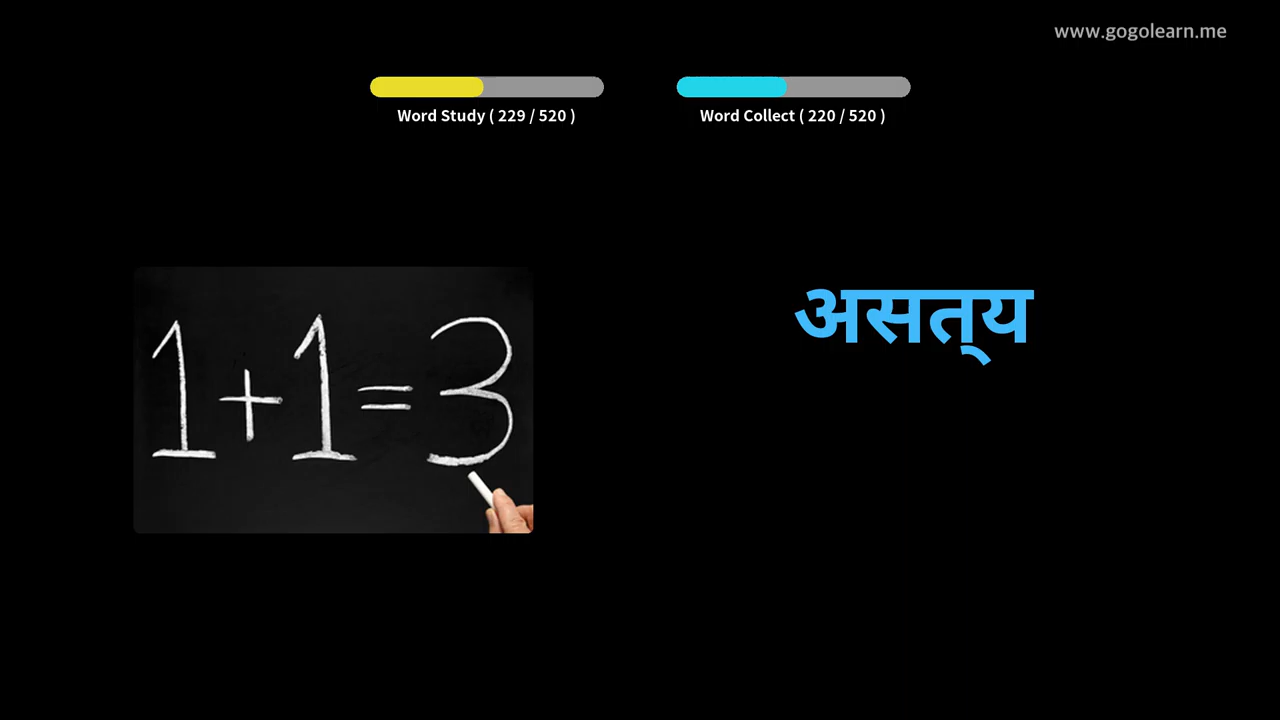 www.gogolearn.me
Word Study ( 229 / 520 )
Word Collect ( 220 / 520 )
1+1=3
असत्‌य